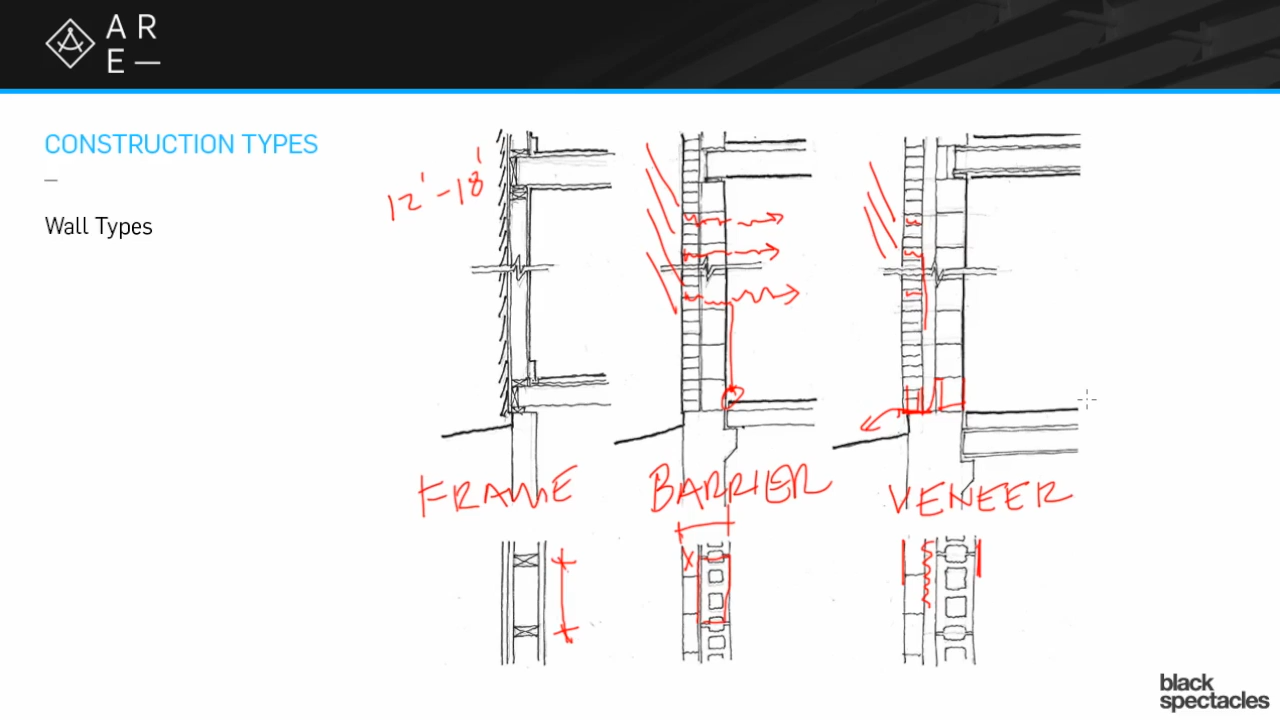 A R
E —
CONSTRUCTION TYPES
Wall Types
12' - 18'
FRAME
BARRIER
VENEER
black
spectacles